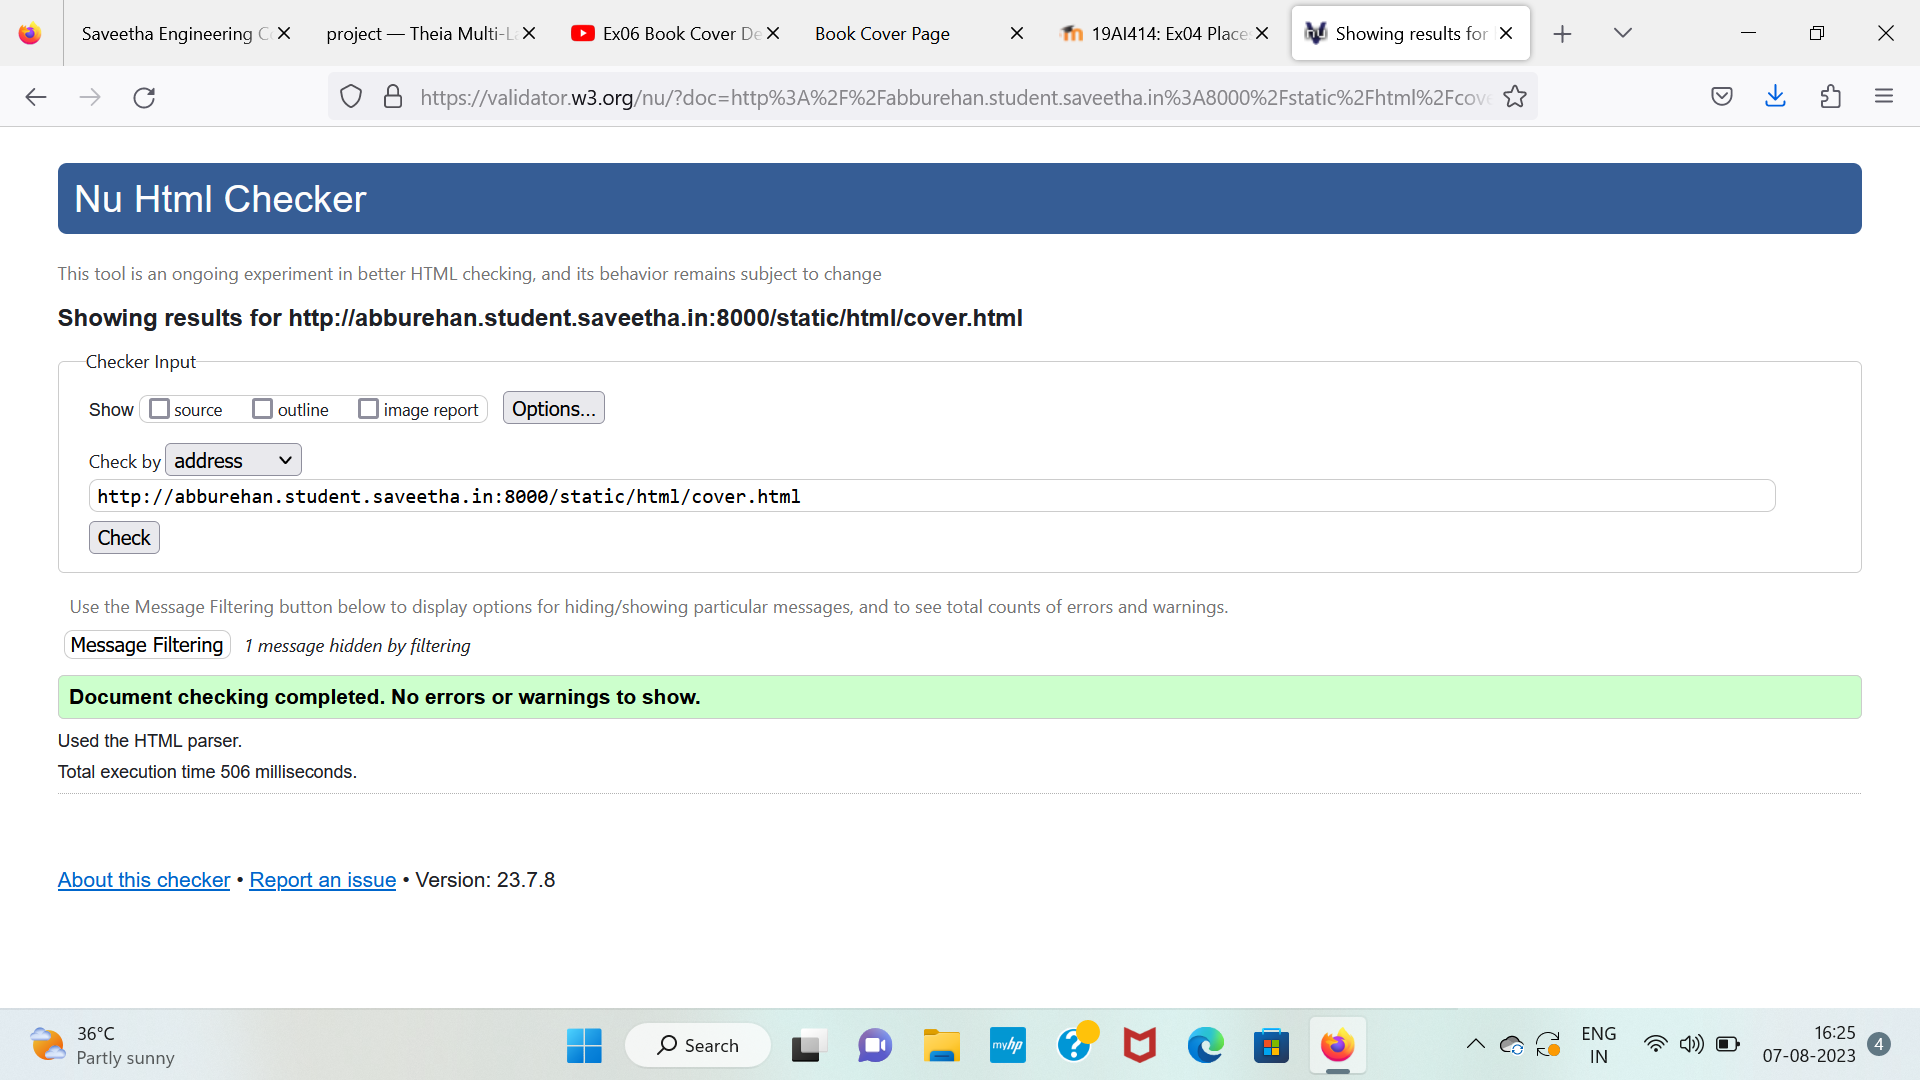 Saveetha Engineering C
project — Theia Multi-L
Ex06 Book Cover De
Book Cover Page
19AI414: Ex04 Place
Showing results for
https://validator.w3.org/nu/?doc=http%3A%2F%2Fabburehan.student.saveetha.in%3A8000%2Fstatic%2Fhtml%2Fcove
Nu Html Checker
This tool is an ongoing experiment in better HTML checking, and its behavior remains subject to change
Showing results for http://abburehan.student.saveetha.in:8000/static/html/cover.html
Checker Input
Show source outline image report Options...
Check by address
http://abburehan.student.saveetha.in:8000/static/html/cover.html
Check
Use the Message Filtering button below to display options for hiding/showing particular messages, and to see total counts of errors and warnings.
Message Filtering 1 message hidden by filtering
Document checking completed. No errors or warnings to show.
Used the HTML parser.
Total execution time 506 milliseconds.
About this checker • Report an issue • Version: 23.7.8
36°C
Partly sunny
Search
myhp
ENG
IN
16:25
07-08-2023
4